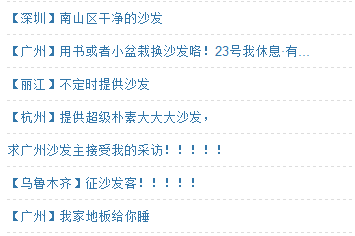 【深圳】南山区干净的沙发
【广州】用书或者小盆栽换沙发咯！23号我休息·有...
【丽江】不定时提供沙发
【杭州】提供超级朴素大大大沙发，
求广州沙发主接受我的采访！！！！！
【乌鲁木齐】征沙发客！！！！！
【广州】我家地板给你睡